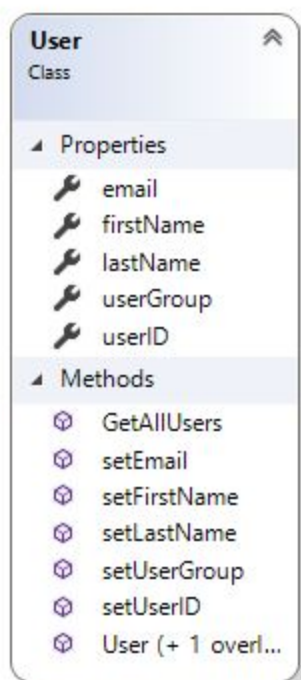 User
Class
Properties
email
firstName
lastName
userGroup
userID
Methods
GetAllUsers
setEmail
setFirstName
setLastName
setUserGroup
setUserID
User (+ 1 overl...